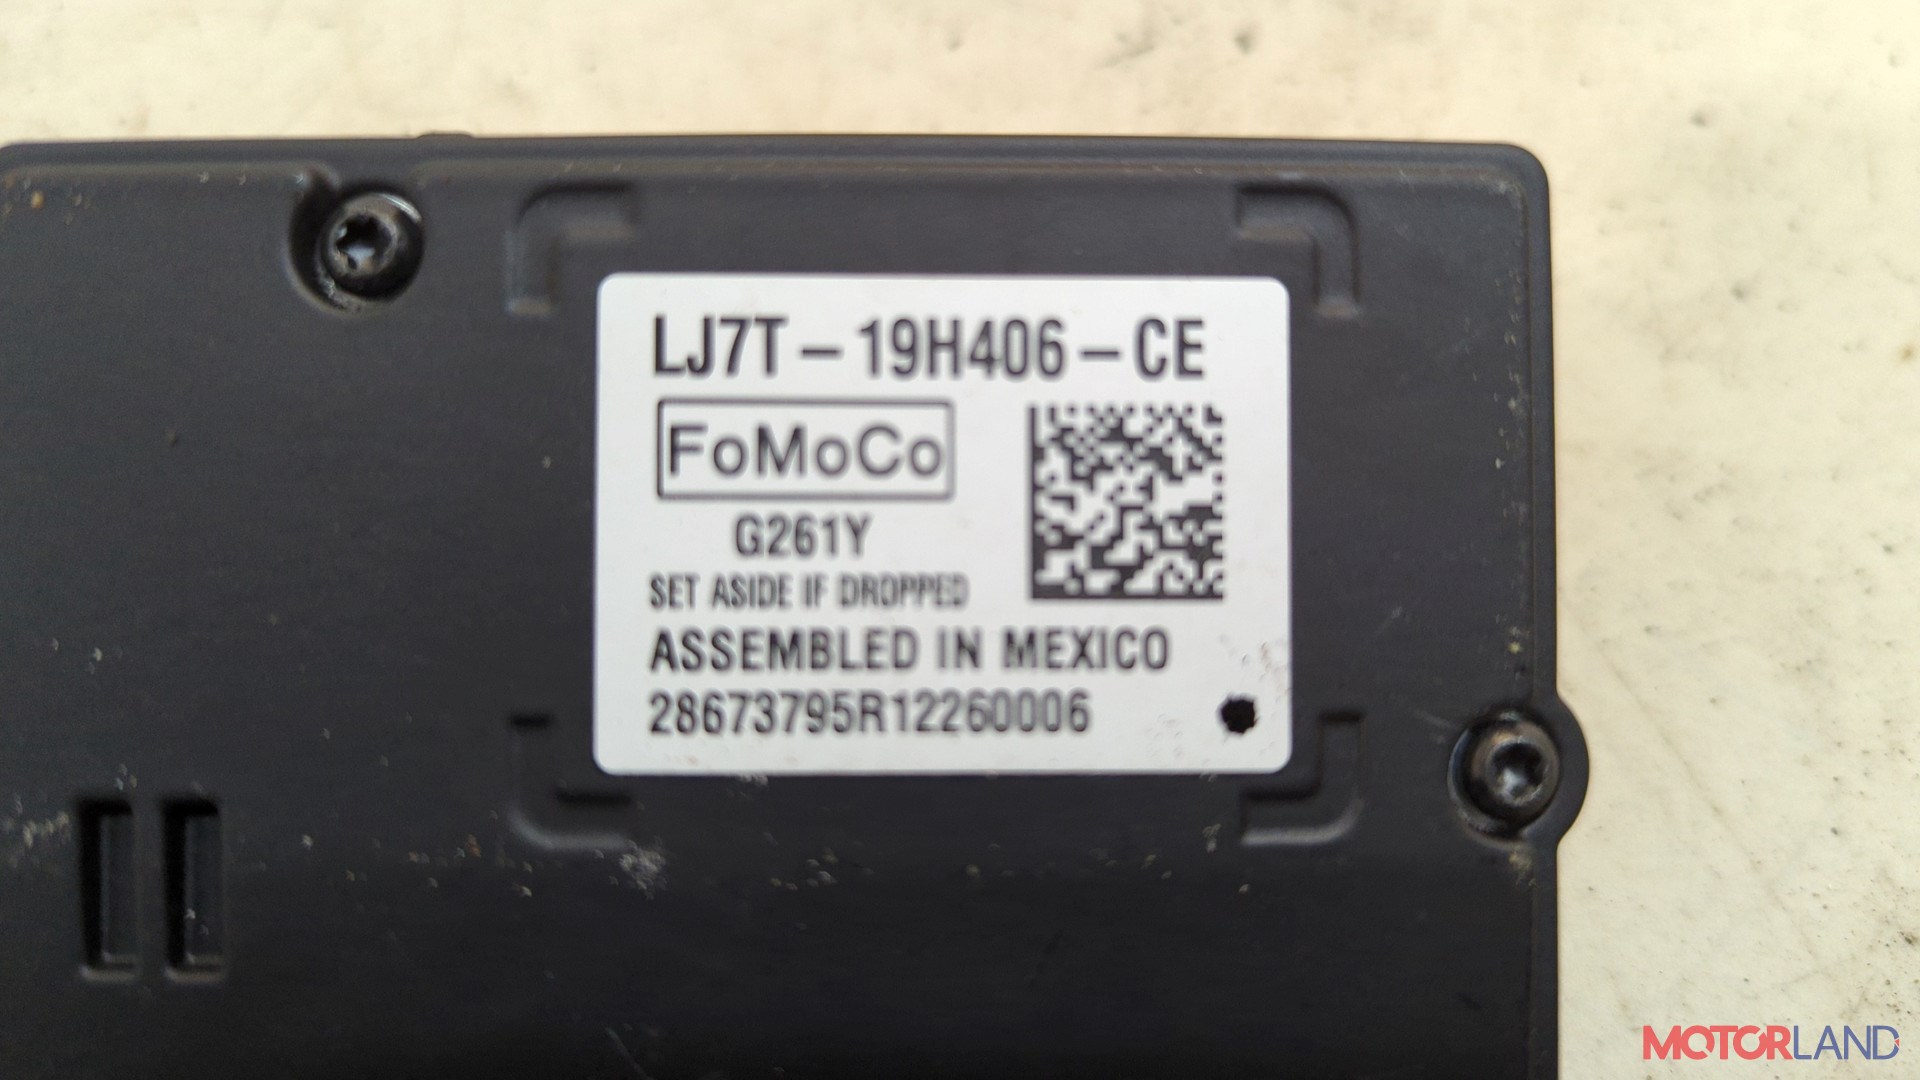 LJ7T-19H406-CE
FoMoCo
G261Y
SET ASIDE IF DROPPED
ASSEMBLED IN MEXICO
28673795R12260006
MOTORLAND